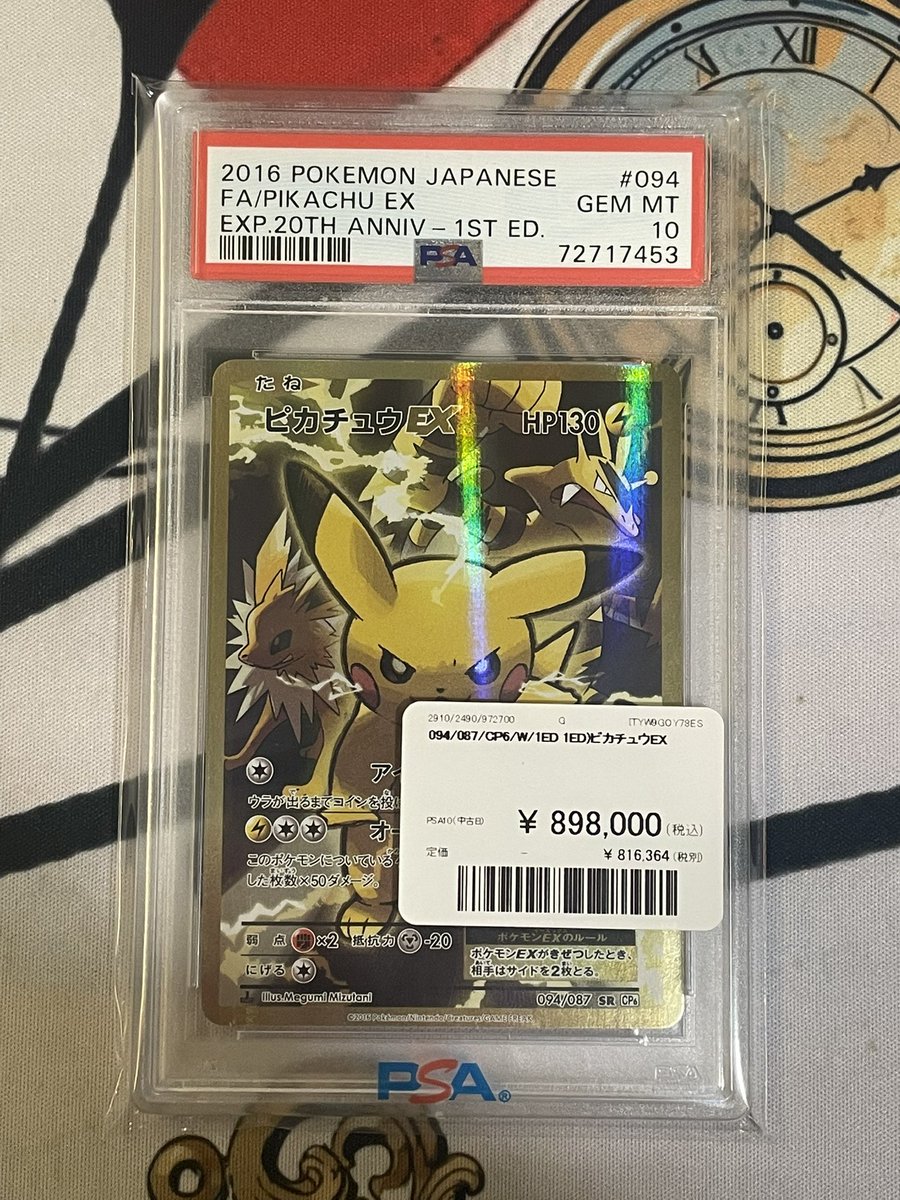 2016 POKEMON JAPANESE #094
FA/PIKACHU EX GEM MT
EXP.20TH ANNIV - 1ST ED. 10
PSA 72717453
たね
ピカチュウEX HP130
2910/2490/972700 G [TYW9GOY79ES
094/087/CP6/W/1ED 1ED)ピカチュウEX
PSA10(中古B) ¥ 898,000(税込)
定価 - ¥ 816,364(税別)
ア
ウラが出るまでコインを投
オー
このポケモンについている
した枚数×50ダメージ。
弱点 ×2 抵抗力 -20
にげる
ポケモンEXのルール
ポケモンEXがきぜつしたとき、
相手はサイドを2枚とる。
Illus.Megumi Mizutani 094/087 SR CP6
©2016 Pokémon/Nintendo/Creatures/GAME FREAK.
PSA®